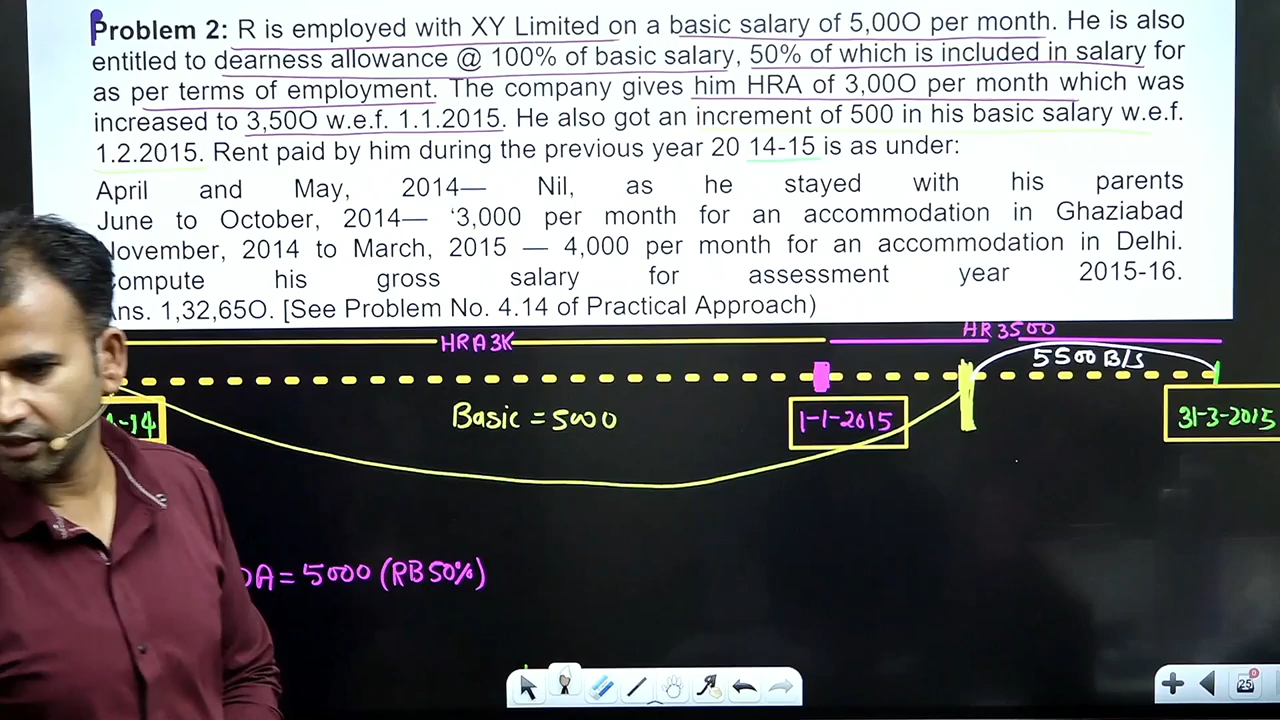 Problem 2: R is employed with XY Limited on a basic salary of 5,00O per month. He is also
entitled to dearness allowance @ 100% of basic salary, 50% of which is included in salary for
as per terms of employment. The company gives him HRA of 3,00O per month which was
increased to 3,50O w.e.f. 1.1.2015. He also got an increment of 500 in his basic salary w.e.f.
1.2.2015. Rent paid by him during the previous year 20 14-15 is as under:
April and May, 2014— Nil, as he stayed with his parents
June to October, 2014— ‘3,000 per month for an accommodation in Ghaziabad
November, 2014 to March, 2015 — 4,000 per month for an accommodation in Delhi.
ompute his gross salary for assessment year 2015-16.
ns. 1,32,65O. [See Problem No. 4.14 of Practical Approach)
HRA3K
HR3500
5500 B/S
-14
Basic = 5000
1-1-2015
31-3-2015
DA = 5000 (RB 50%)
25